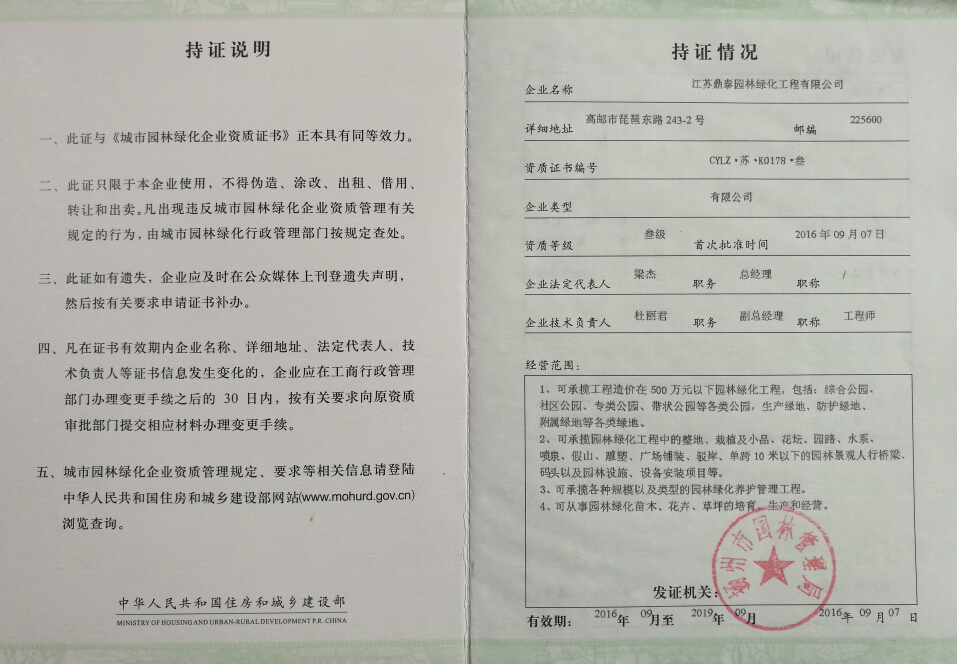 持证说明
一、此证与《城市园林绿化企业资质证书》正本具有同等效力。
二、此证只限于本企业使用，不得伪造、涂改、出租、借用、
转让和出卖。凡出现违反城市园林绿化企业资质管理有关
规定的行为，由城市园林绿化行政管理部门按规定查处。
三、此证如有遗失，企业应及时在公众媒体上刊登遗失声明，
然后按有关要求申请证书补办。
四、凡在证书有效期内企业名称、详细地址、法定代表人、技
术负责人等证书信息发生变化的，企业应在工商行政管理
部门办理变更手续之后的 30 日内，按有关要求向原资质
审批部门提交相应材料办理变更手续。
五、城市园林绿化企业资质管理规定、要求等相关信息请登陆
中华人民共和国住房和城乡建设部网站(www.mohurd.gov.cn)
浏览查询。
中华人民共和国住房和城乡建设部
MINISTRY OF HOUSING AND URBAN-RURAL DEVELOPMENT P.R. CHINA
持证情况
企业名称 江苏鼎泰园林绿化工程有限公司
详细地址 高邮市琵琶东路 243-2 号 邮编 225600
资质证书编号 CYLZ·苏·K0178·叁
企业类型 有限公司
资质等级 叁级 首次批准时间 2016 年 09 月 07 日
企业法定代表人 梁杰 职务 总经理 职称 /
企业技术负责人 杜丽君 职务 副总经理 职称 工程师
经营范围：
1、可承揽工程造价在 500 万元以下园林绿化工程，包括：综合公园、
社区公园、专类公园、带状公园等各类公园，生产绿地、防护绿地、
附属绿地等各类绿地。
2、可承揽园林绿化工程中的整地、栽植及小品、花坛、园路、水系、
喷泉、假山、雕塑、广场铺装、驳岸、单跨 10 米以下的园林景观人行桥梁、
码头以及园林设施、设备安装项目等。
3、可承揽各种规模以及类型的园林绿化养护管理工程。
4、可从事园林绿化苗木、花卉、草坪的培育、生产和经营。
扬州市园林管理局
发证机关：
有效期： 2016 年 09 月至 2019 年 09 月 2016 年 09 月 07 日